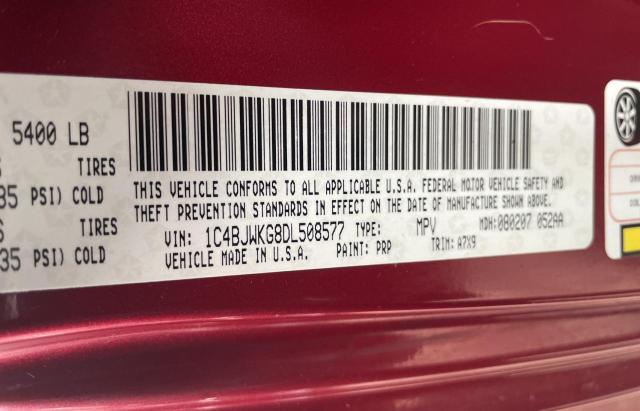 5400 LB
TIRES
35 PSI) COLD
TIRES
35 PSI) COLD
THIS VEHICLE CONFORMS TO ALL APPLICABLE U.S.A. FEDERAL MOTOR VEHICLE SAFETY AND
THEFT PREVENTION STANDARDS IN EFFECT ON THE DATE OF MANUFACTURE SHOWN ABOVE.
VIN: 1C4BJWKG8DL508577 TYPE: MPV MDH: 080207 052AA
VEHICLE MADE IN U.S.A. PAINT: PRP TRIM: A7X9